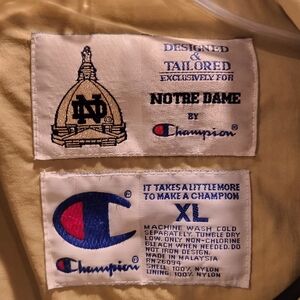 DESIGNED
&
TAILORED
EXCLUSIVELY FOR
ND
®
NOTRE DAME
BY
Champion®
IT TAKES A LITTLE MORE
TO MAKE A CHAMPION®
XL
MACHINE WASH COLD
SEPARATELY. TUMBLE DRY
LOW. ONLY NON-CHLORINE
BLEACH WHEN NEEDED. DO
NOT IRON DESIGN.
MADE IN MALAYSIA
RN 26094
SHELL: 100% NYLON
LINING: 100% NYLON
Champion®